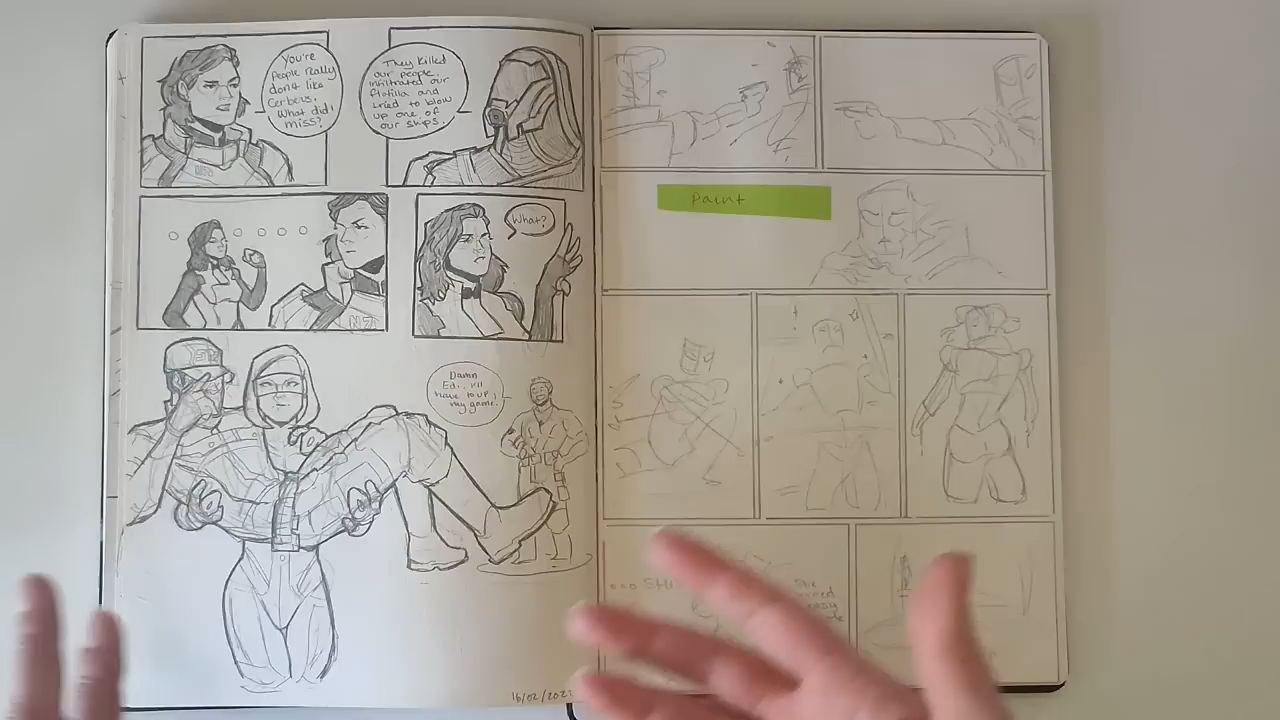 You're
People really
don't like
Cerberus.
What did I
miss?
They killed
our people,
infiltrated our
flotilla and
tried to blow
up one of
our ships.
N7
What?
Damn
Edi, I'll
have to up
my game.
Paint
16/02/202